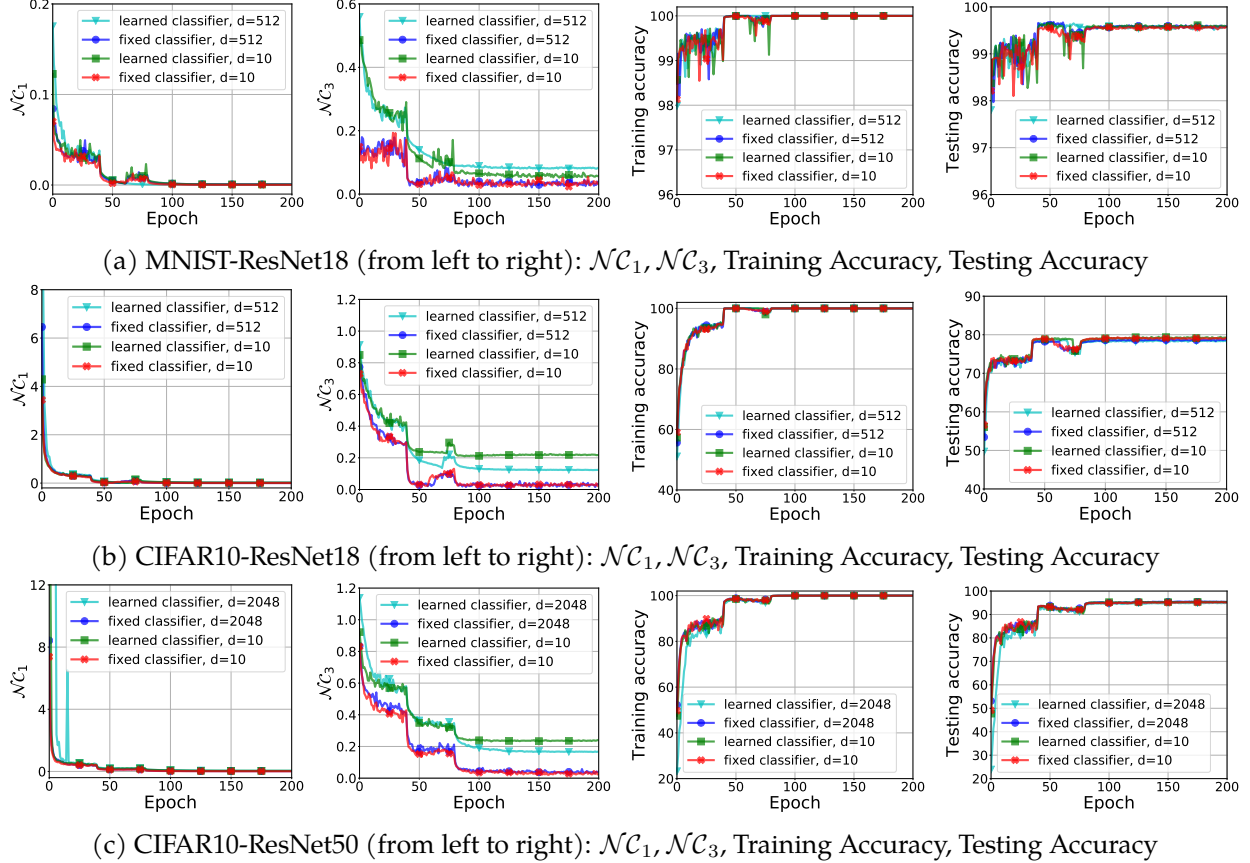 0.2
0.1
0.0
0 50 100 150 200
Epoch
NC1
learned classifier, d=512
fixed classifier, d=512
learned classifier, d=10
fixed classifier, d=10
0.6
0.4
0.2
0.0
0 50 100 150 200
Epoch
NC3
learned classifier, d=512
fixed classifier, d=512
learned classifier, d=10
fixed classifier, d=10
100
99
98
97
96
0 50 100 150 200
Epoch
Training accuracy
learned classifier, d=512
fixed classifier, d=512
learned classifier, d=10
fixed classifier, d=10
100
99
98
97
96
0 50 100 150 200
Epoch
Testing accuracy
learned classifier, d=512
fixed classifier, d=512
learned classifier, d=10
fixed classifier, d=10
(a) MNIST-ResNet18 (from left to right): NC1, NC3, Training Accuracy, Testing Accuracy
8
6
4
2
0
0 50 100 150 200
Epoch
NC1
learned classifier, d=512
fixed classifier, d=512
learned classifier, d=10
fixed classifier, d=10
1.2
1.0
0.8
0.6
0.4
0.2
0.0
0 50 100 150 200
Epoch
NC3
learned classifier, d=512
fixed classifier, d=512
learned classifier, d=10
fixed classifier, d=10
100
80
60
40
0 50 100 150 200
Epoch
Training accuracy
learned classifier, d=512
fixed classifier, d=512
learned classifier, d=10
fixed classifier, d=10
90
80
70
60
50
40
0 50 100 150 200
Epoch
Testing accuracy
learned classifier, d=512
fixed classifier, d=512
learned classifier, d=10
fixed classifier, d=10
(b) CIFAR10-ResNet18 (from left to right): NC1, NC3, Training Accuracy, Testing Accuracy
12
8
4
0
0 50 100 150 200
Epoch
NC1
learned classifier, d=2048
fixed classifier, d=2048
learned classifier, d=10
fixed classifier, d=10
1.2
1.0
0.8
0.6
0.4
0.2
0.0
0 50 100 150 200
Epoch
NC3
learned classifier, d=2048
fixed classifier, d=2048
learned classifier, d=10
fixed classifier, d=10
100
80
60
40
20
0 50 100 150 200
Epoch
Training accuracy
learned classifier, d=2048
fixed classifier, d=2048
learned classifier, d=10
fixed classifier, d=10
100
90
80
70
60
50
40
30
20
0 50 100 150 200
Epoch
Testing accuracy
learned classifier, d=2048
fixed classifier, d=2048
learned classifier, d=10
fixed classifier, d=10
(c) CIFAR10-ResNet50 (from left to right): NC1, NC3, Training Accuracy, Testing Accuracy